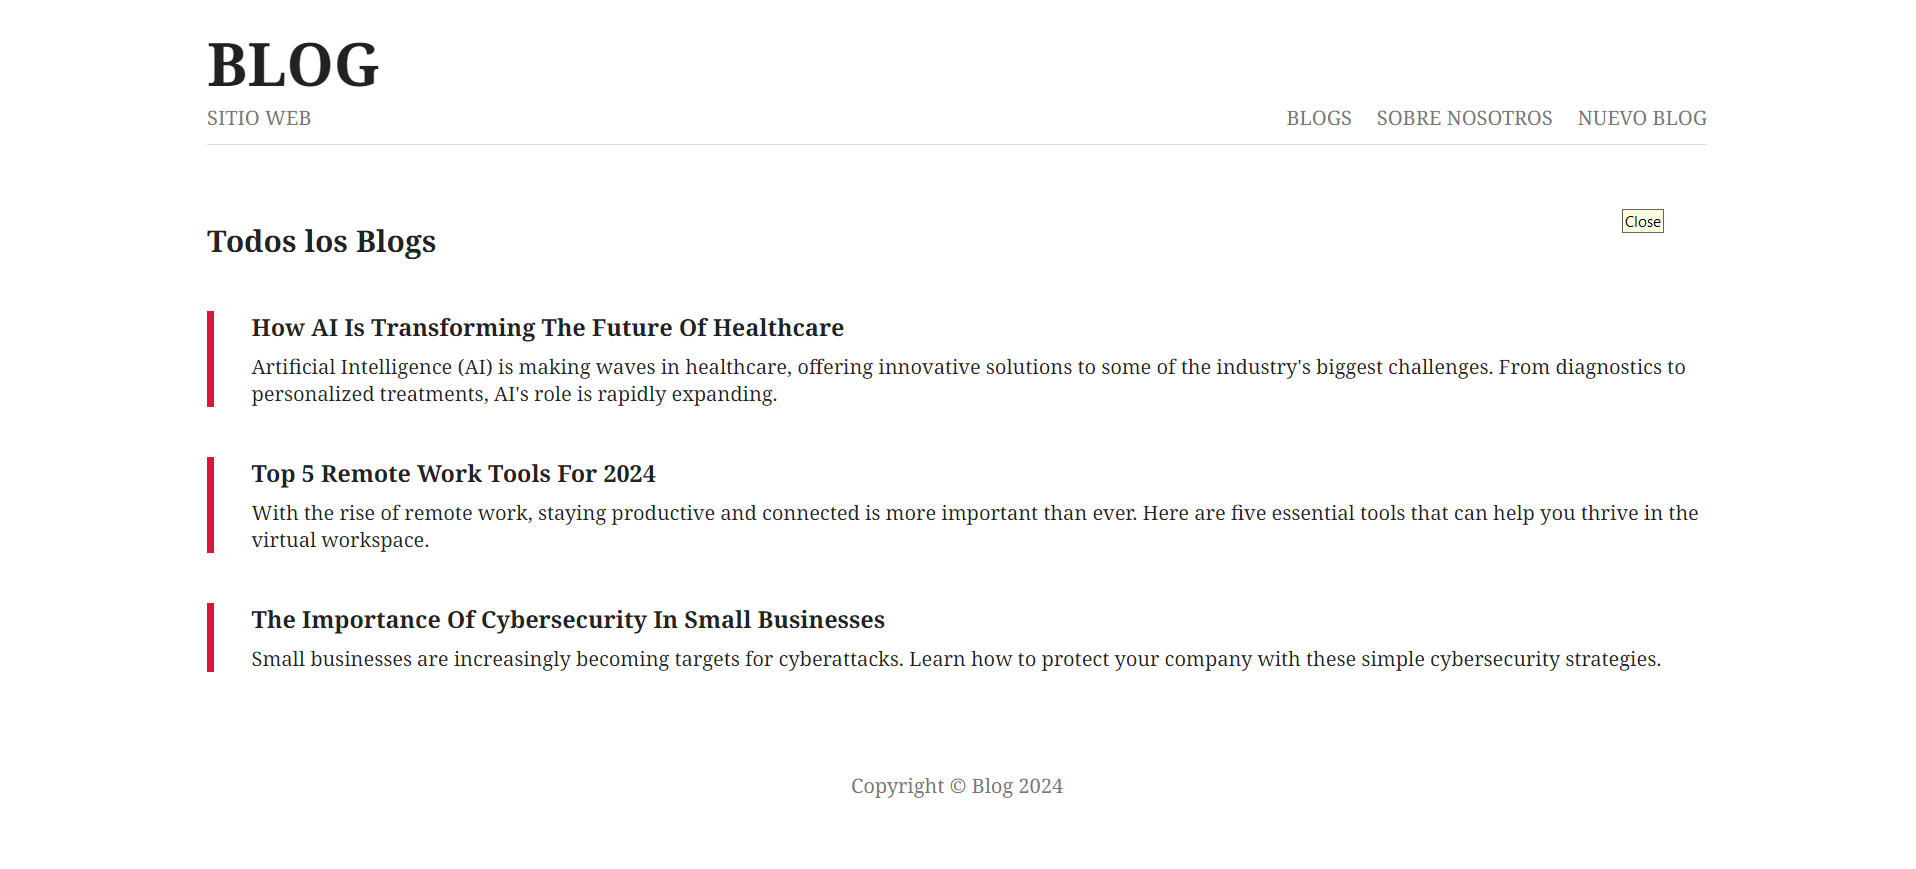 BLOG
SITIO WEB
BLOGS SOBRE NOSOTROS NUEVO BLOG
Close
Todos los Blogs
How AI Is Transforming The Future Of Healthcare
Artificial Intelligence (AI) is making waves in healthcare, offering innovative solutions to some of the industry's biggest challenges. From diagnostics to
personalized treatments, AI's role is rapidly expanding.
Top 5 Remote Work Tools For 2024
With the rise of remote work, staying productive and connected is more important than ever. Here are five essential tools that can help you thrive in the
virtual workspace.
The Importance Of Cybersecurity In Small Businesses
Small businesses are increasingly becoming targets for cyberattacks. Learn how to protect your company with these simple cybersecurity strategies.
Copyright © Blog 2024